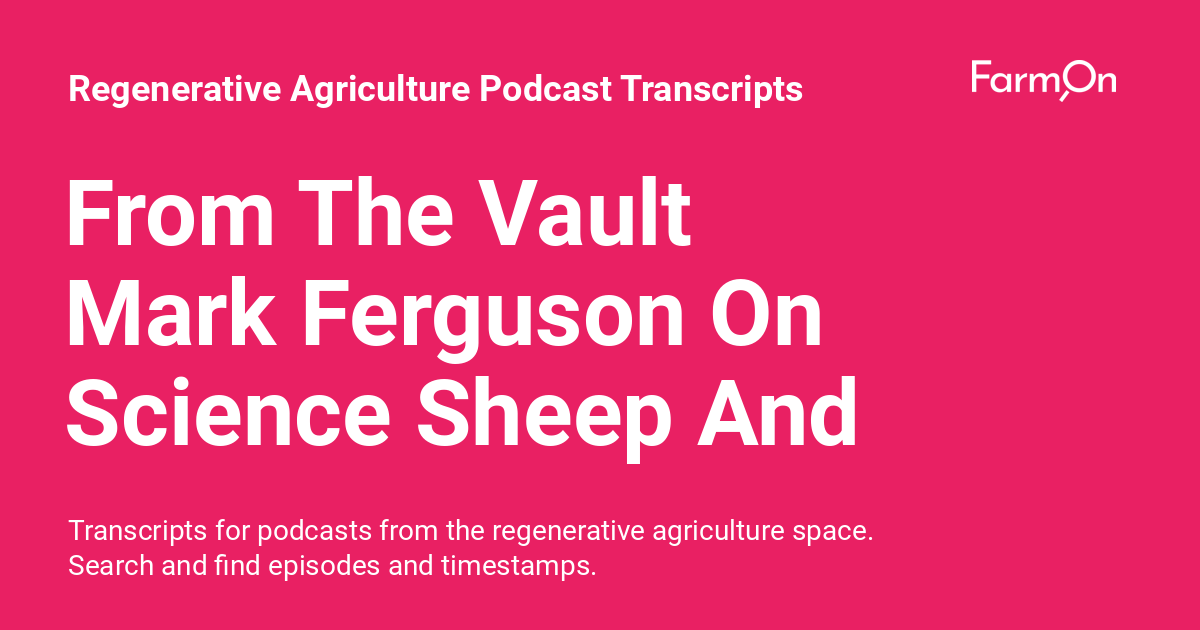 Regenerative Agriculture Podcast Transcripts
FarmOn
From The Vault
Mark Ferguson On
Science Sheep And
Transcripts for podcasts from the regenerative agriculture space.
Search and find episodes and timestamps.